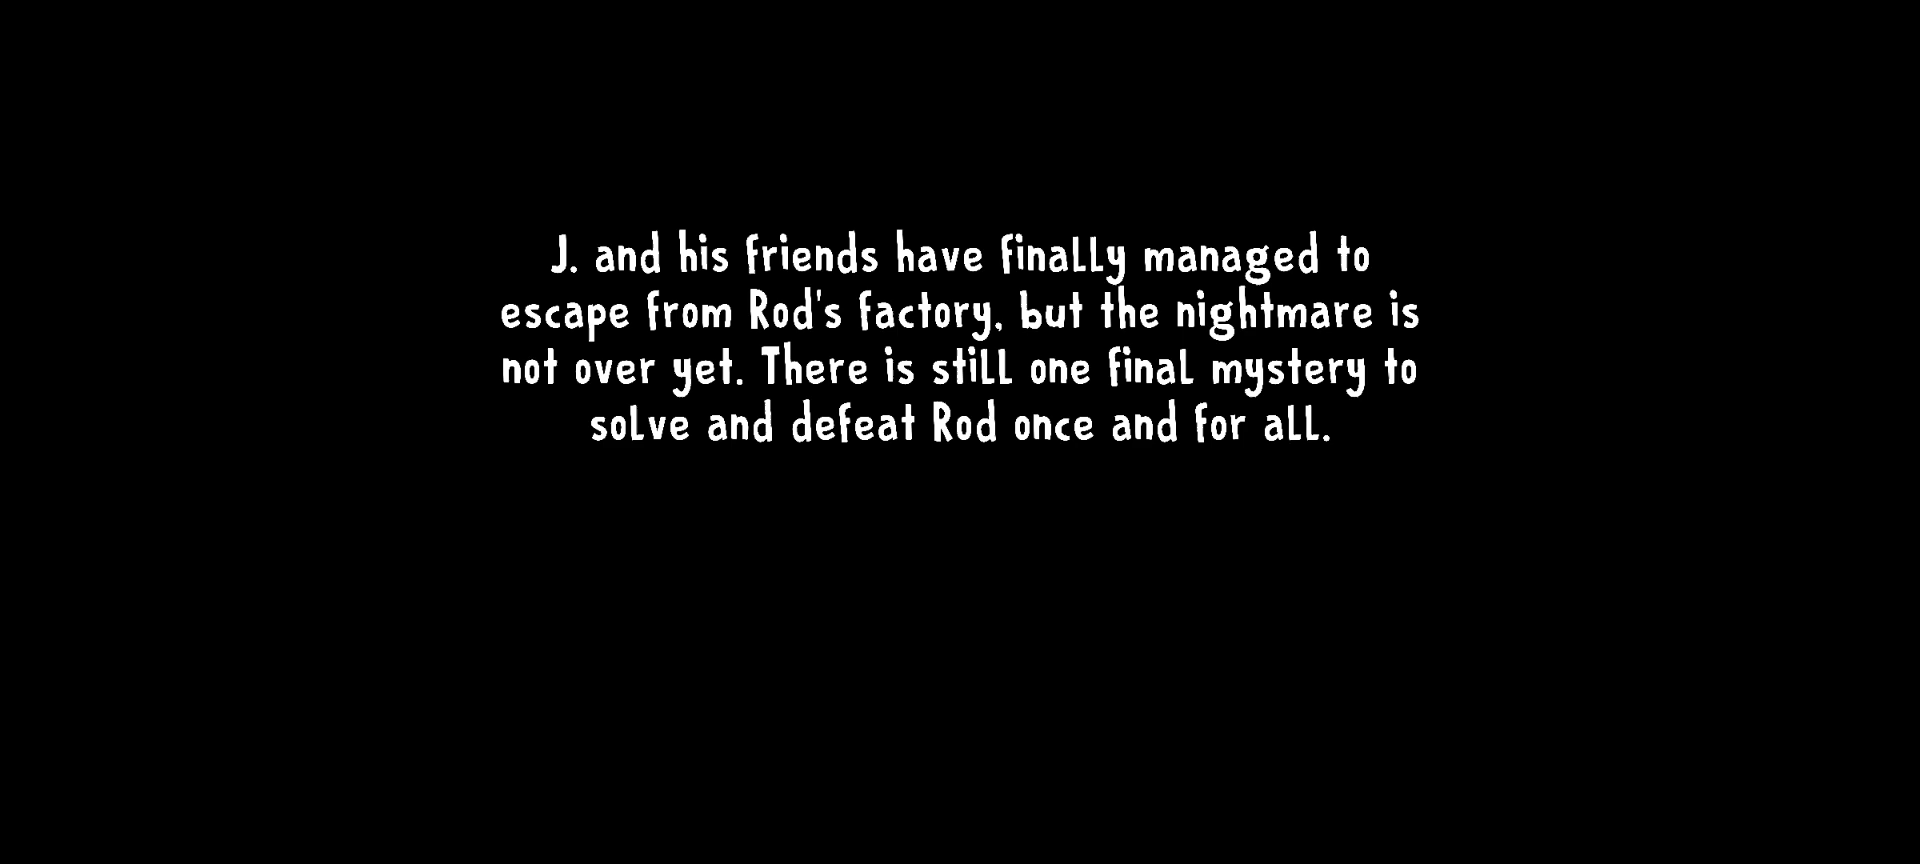 J. and his friends have finally managed to
escape from Rod's factory, but the nightmare is
not over yet. There is still one final mystery to
solve and defeat Rod once and for all.